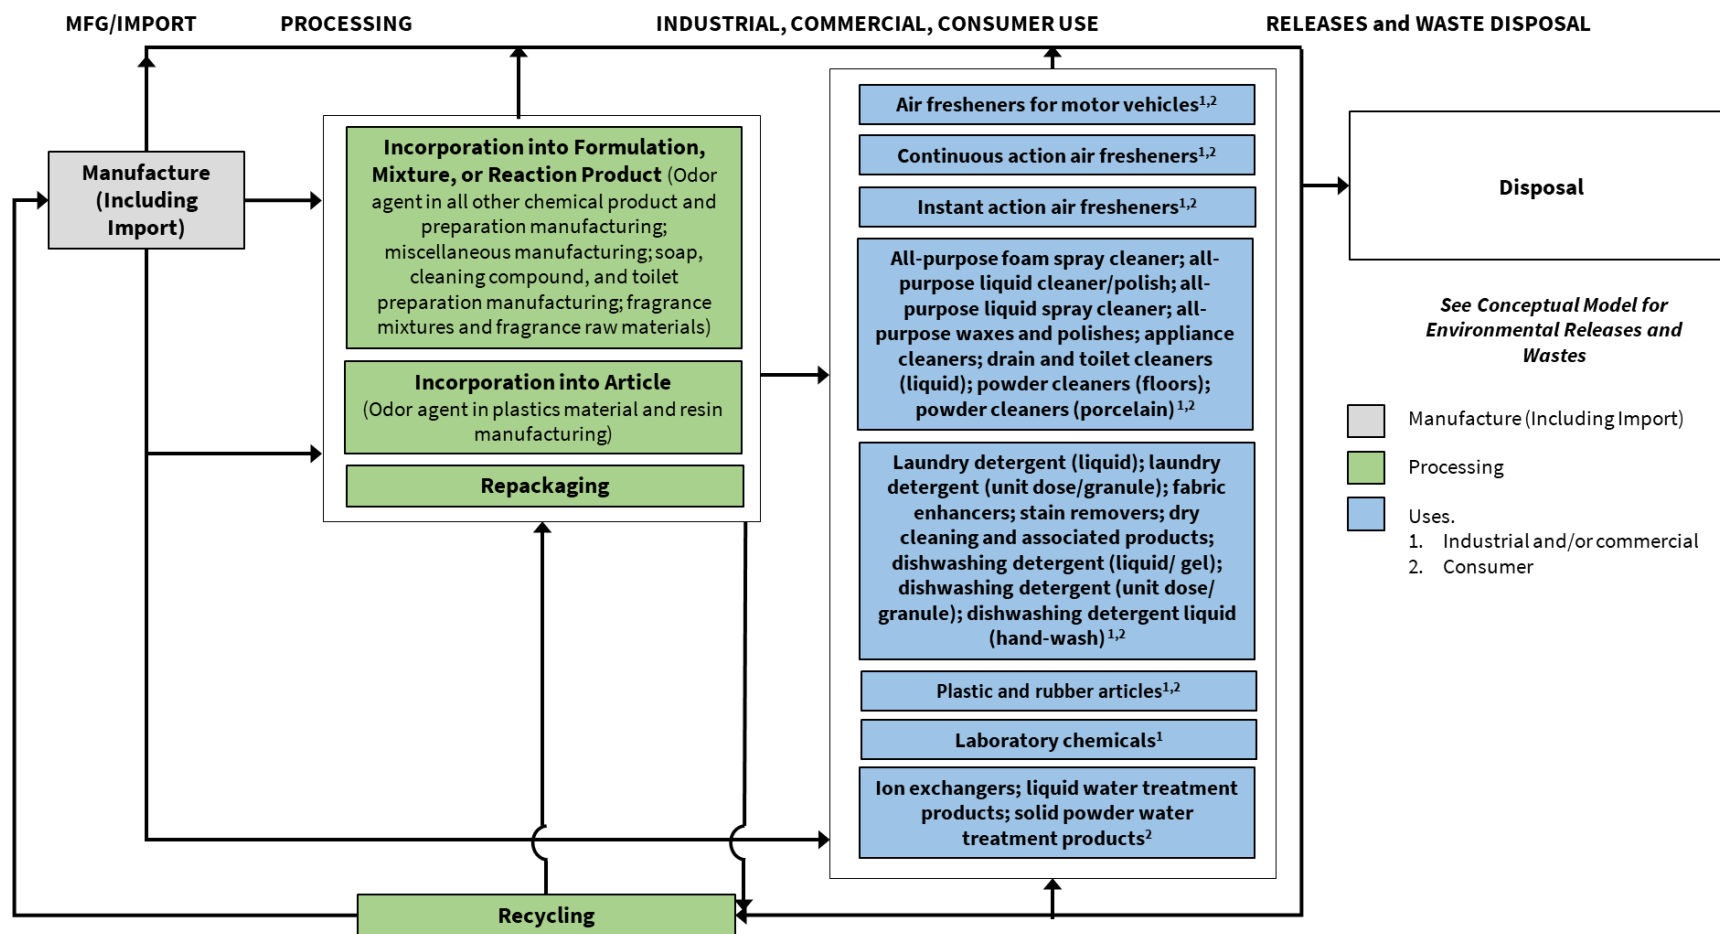 MFG/IMPORT
PROCESSING
INDUSTRIAL, COMMERCIAL, CONSUMER USE
RELEASES and WASTE DISPOSAL
Manufacture
(Including
Import)
Incorporation into Formulation,
Mixture, or Reaction Product (Odor
agent in all other chemical product and
preparation manufacturing;
miscellaneous manufacturing; soap,
cleaning compound, and toilet
preparation manufacturing; fragrance
mixtures and fragrance raw materials)
Incorporation into Article
(Odor agent in plastics material and resin
manufacturing)
Repackaging
Recycling
Air fresheners for motor vehicles1,2
Continuous action air fresheners1,2
Instant action air fresheners1,2
All-purpose foam spray cleaner; all-
purpose liquid cleaner/polish; all-
purpose liquid spray cleaner; all-
purpose waxes and polishes; appliance
cleaners; drain and toilet cleaners
(liquid); powder cleaners (floors);
powder cleaners (porcelain)1,2
Laundry detergent (liquid); laundry
detergent (unit dose/granule); fabric
enhancers; stain removers; dry
cleaning and associated products;
dishwashing detergent (liquid/ gel);
dishwashing detergent (unit dose/
granule); dishwashing detergent liquid
(hand-wash)1,2
Plastic and rubber articles1,2
Laboratory chemicals1
Ion exchangers; liquid water treatment
products; solid powder water
treatment products2
Disposal
See Conceptual Model for
Environmental Releases and
Wastes
Manufacture (Including Import)
Processing
Uses.
1. Industrial and/or commercial
2. Consumer